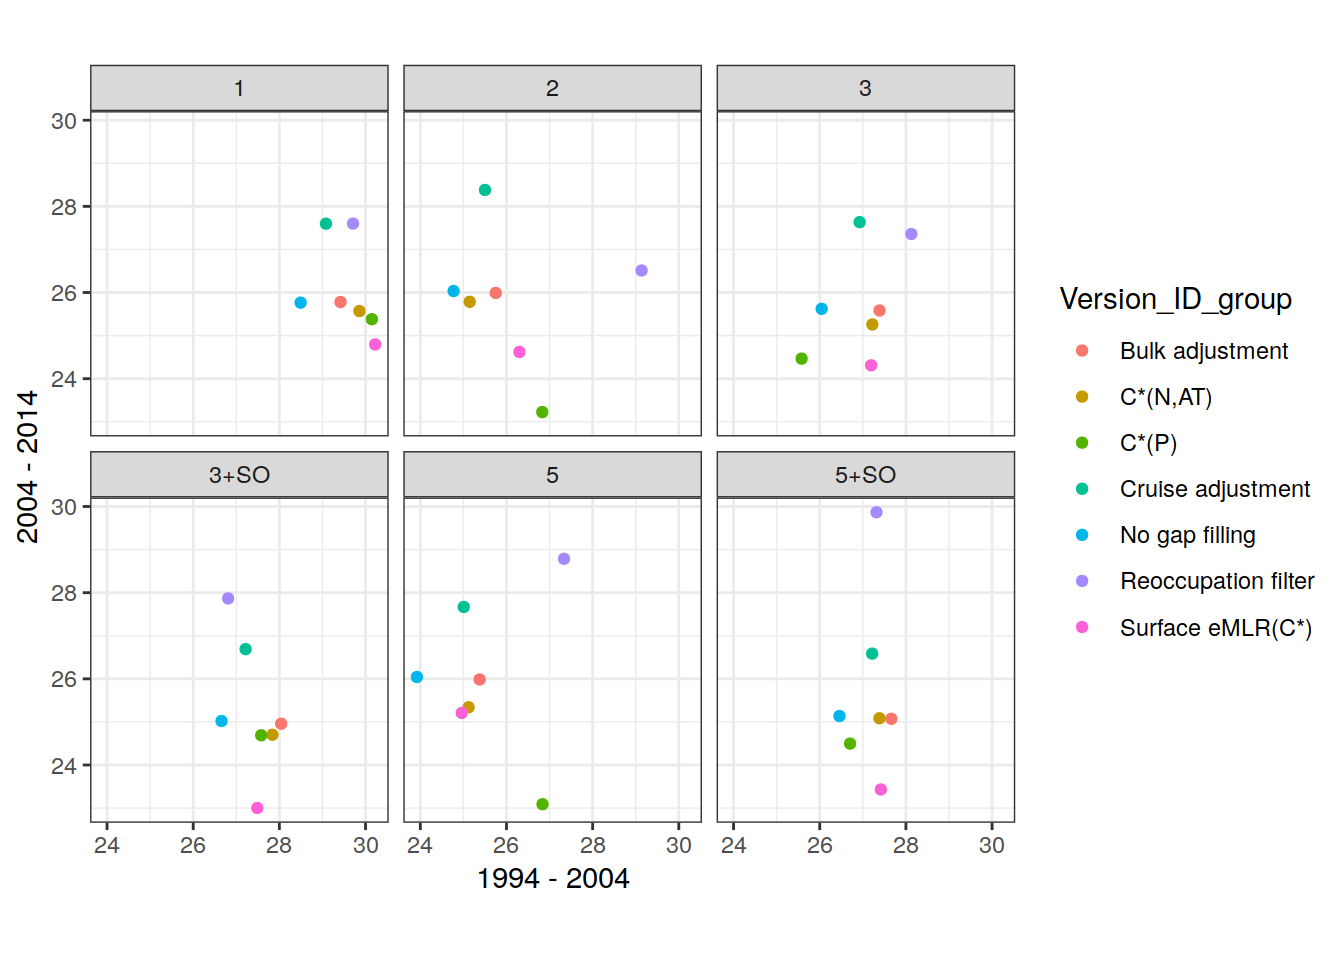 1 2 3
30
28
26
24
3+SO 5 5+SO
30
28
26
24
24 26 28 30 24 26 28 30 24 26 28 30
1994 - 2004
2004 - 2014
Version_ID_group
Bulk adjustment
C*(N,AT)
C*(P)
Cruise adjustment
No gap filling
Reoccupation filter
Surface eMLR(C*)